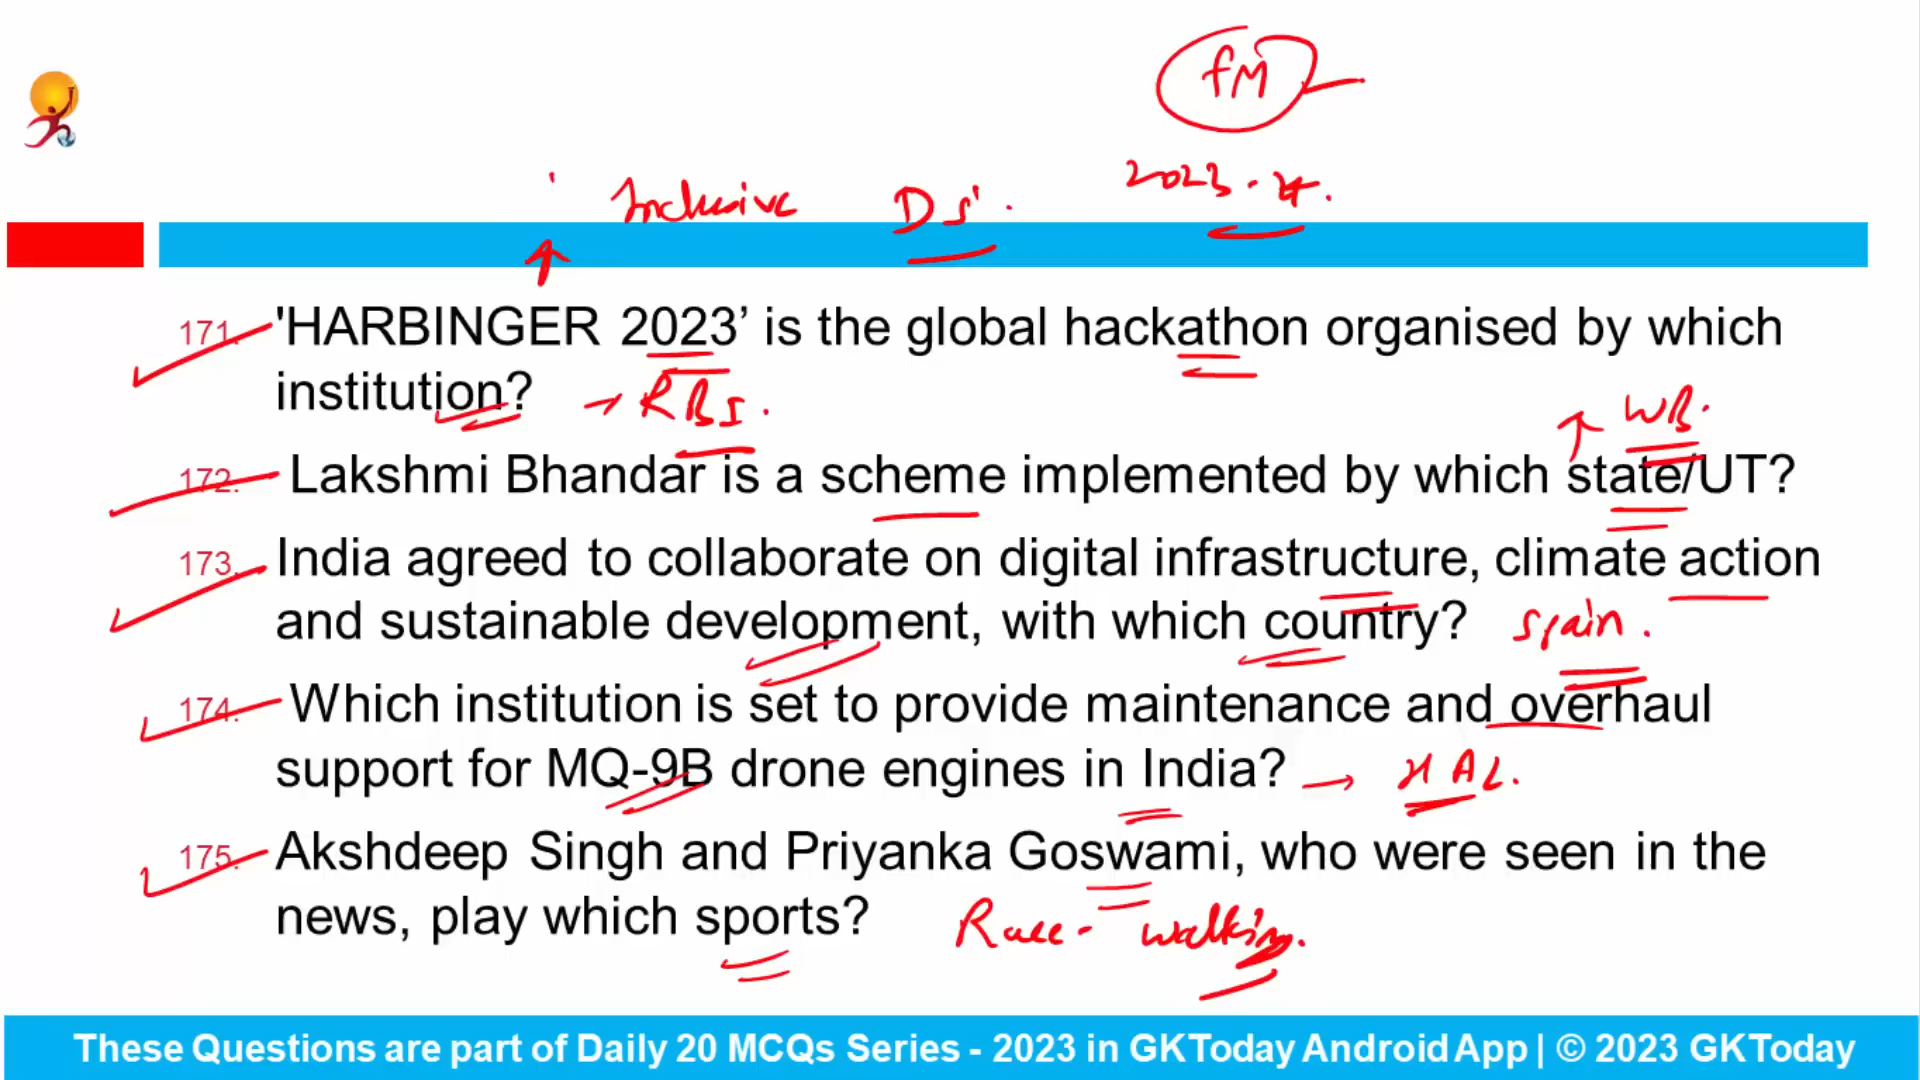 fM
2023-24.
Inclusive DS.
171. 'HARBINGER 2023’ is the global hackathon organised by which
institution? → RBI.
WB.
172. Lakshmi Bhandar is a scheme implemented by which state/UT?
173. India agreed to collaborate on digital infrastructure, climate action
and sustainable development, with which country? Spain.
174. Which institution is set to provide maintenance and overhaul
support for MQ-9B drone engines in India? → HAL.
175. Akshdeep Singh and Priyanka Goswami, who were seen in the
news, play which sports? Race-walking.
These Questions are part of Daily 20 MCQs Series - 2023 in GKToday Android App | © 2023 GKToday